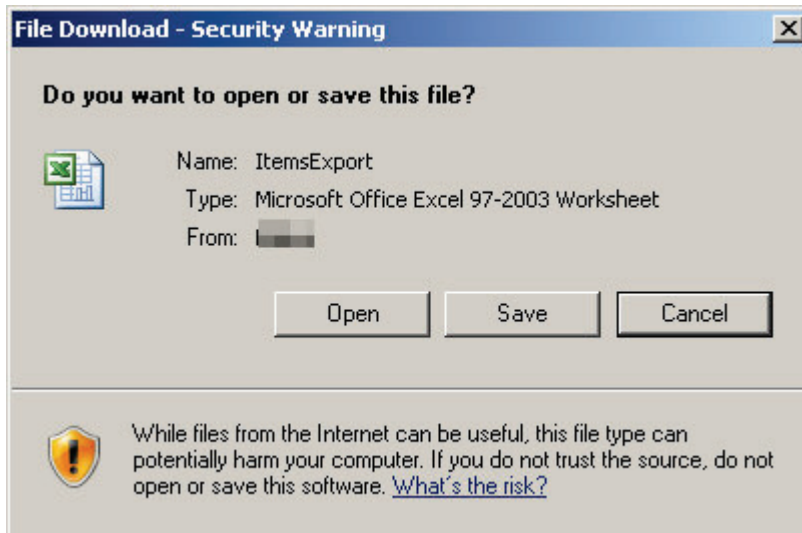 File Download - Security Warning
Do you want to open or save this file?
Name: ItemsExport
Type: Microsoft Office Excel 97-2003 Worksheet
From:
Open Save Cancel
While files from the Internet can be useful, this file type can
potentially harm your computer. If you do not trust the source, do not
open or save this software. What's the risk?